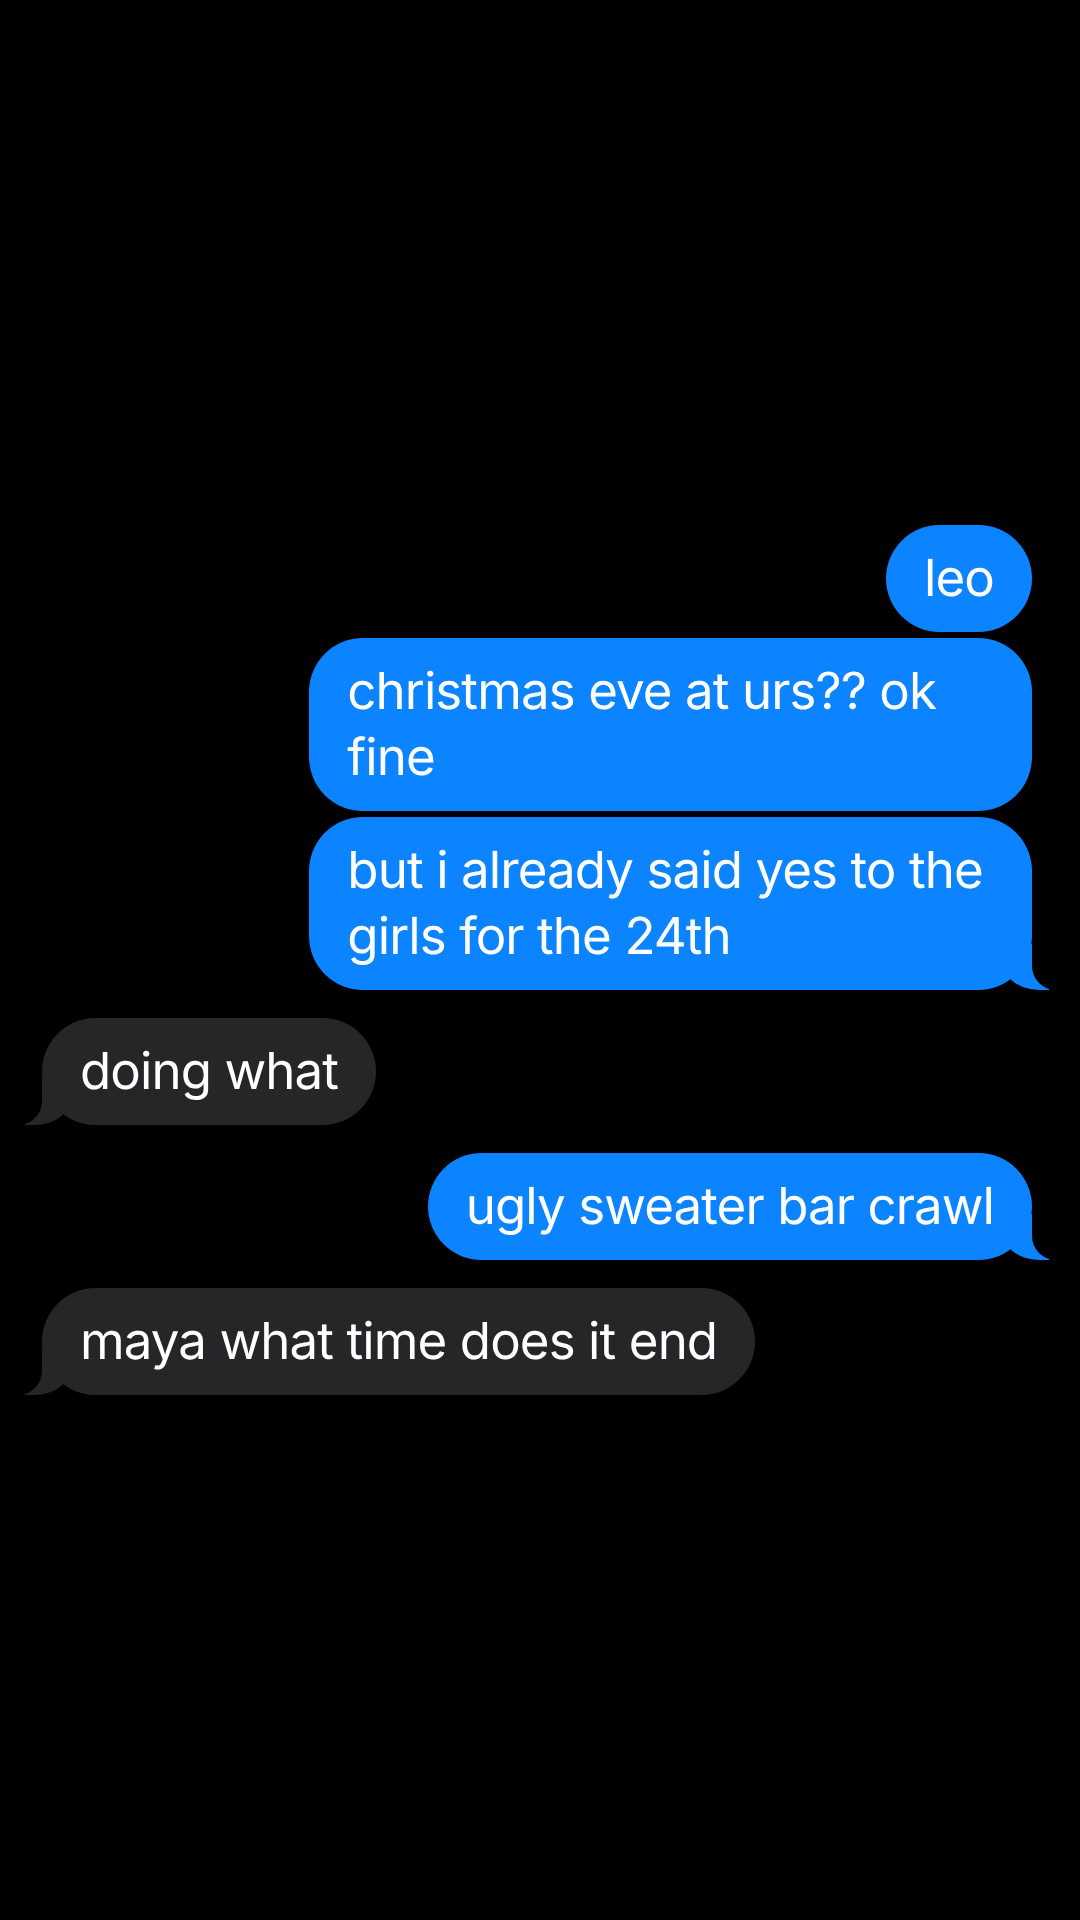 leo
christmas eve at urs?? ok
fine
but i already said yes to the
girls for the 24th
doing what
ugly sweater bar crawl
maya what time does it end